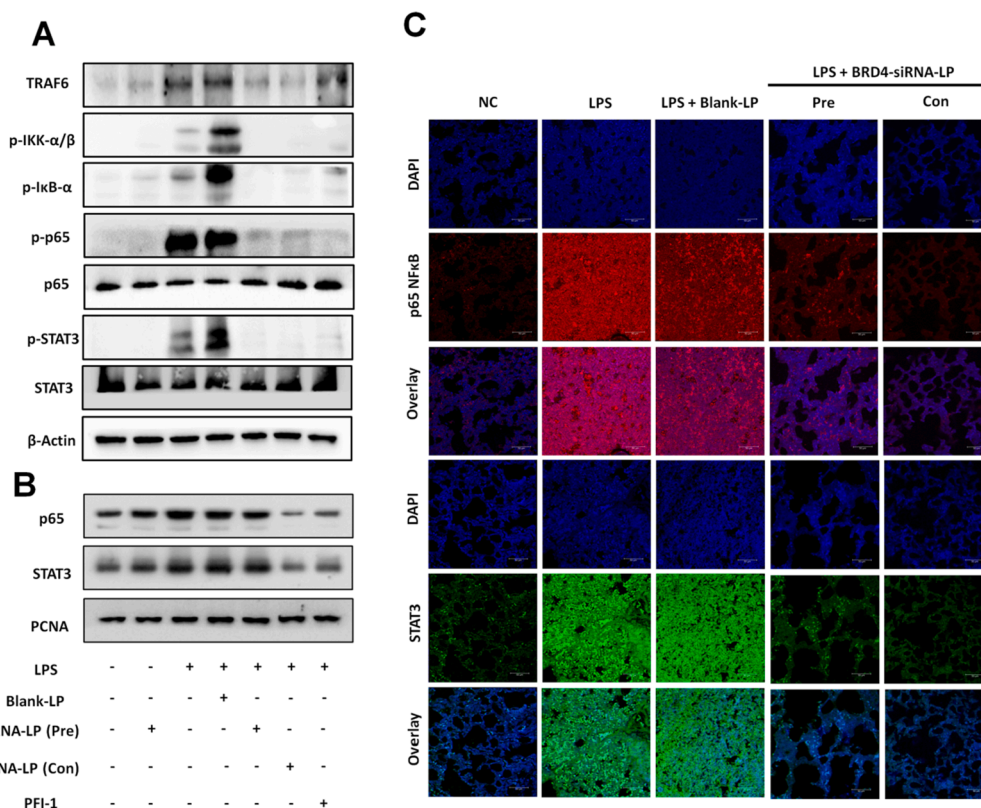 A
TRAF6
p-IKK-α/β
p-IκB-α
p-p65
p65
p-STAT3
STAT3
β-Actin
B
p65
STAT3
PCNA
LPS - - + + + + +
Blank-LP - - - + - - -
NA-LP (Pre) - + - - + - -
NA-LP (Con) - - - - - + -
PFI-1 - - - - - - +
C
LPS + BRD4-siRNA-LP
NC LPS LPS + Blank-LP Pre Con
DAPI
p65 NFκB
Overlay
DAPI
STAT3
Overlay